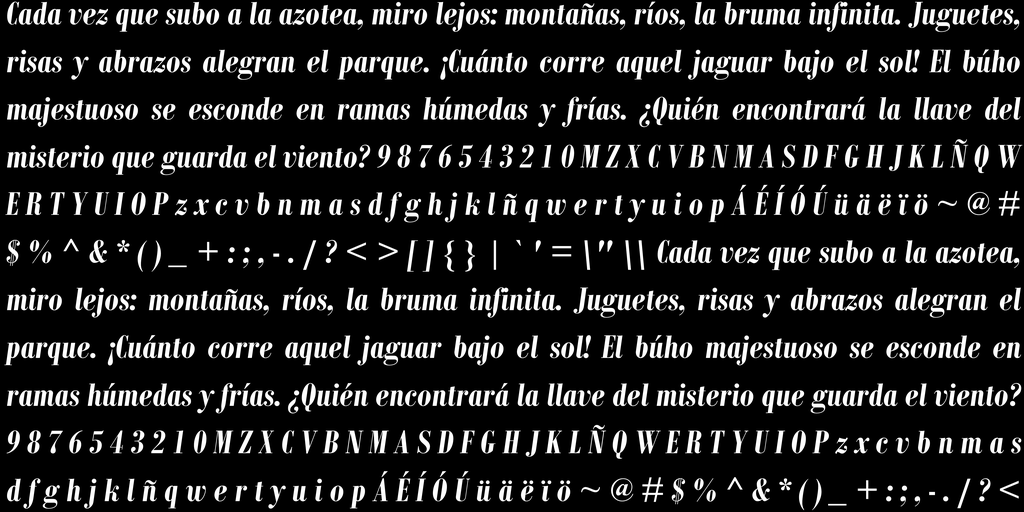 Cada vez que subo a la azotea, miro lejos: montañas, ríos, la bruma infinita. Juguetes,
risas y abrazos alegran el parque. ¡Cuánto corre aquel jaguar bajo el sol! El búho
majestuoso se esconde en ramas húmedas y frías. ¿Quién encontrará la llave del
misterio que guarda el viento? 9 8 7 6 5 4 3 2 1 0 M Z X C V B N M A S D F G H J K L Ñ Q W
E R T Y U I O P z x c v b n m a s d f g h j k l ñ q w e r t y u i o p Á É Í Ó Ú ü ä ë ï ö ~ @ #
$ % ^ & * ( ) _ + : ; , - . / ? < > [ ] { } | ` ' = \" \\ Cada vez que subo a la azotea,
miro lejos: montañas, ríos, la bruma infinita. Juguetes, risas y abrazos alegran el
parque. ¡Cuánto corre aquel jaguar bajo el sol! El búho majestuoso se esconde en
ramas húmedas y frías. ¿Quién encontrará la llave del misterio que guarda el viento?
9 8 7 6 5 4 3 2 1 0 M Z X C V B N M A S D F G H J K L Ñ Q W E R T Y U I O P z x c v b n m a s
d f g h j k l ñ q w e r t y u i o p Á É Í Ó Ú ü ä ë ï ö ~ @ # $ % ^ & * ( ) _ + : ; , - . / ? <